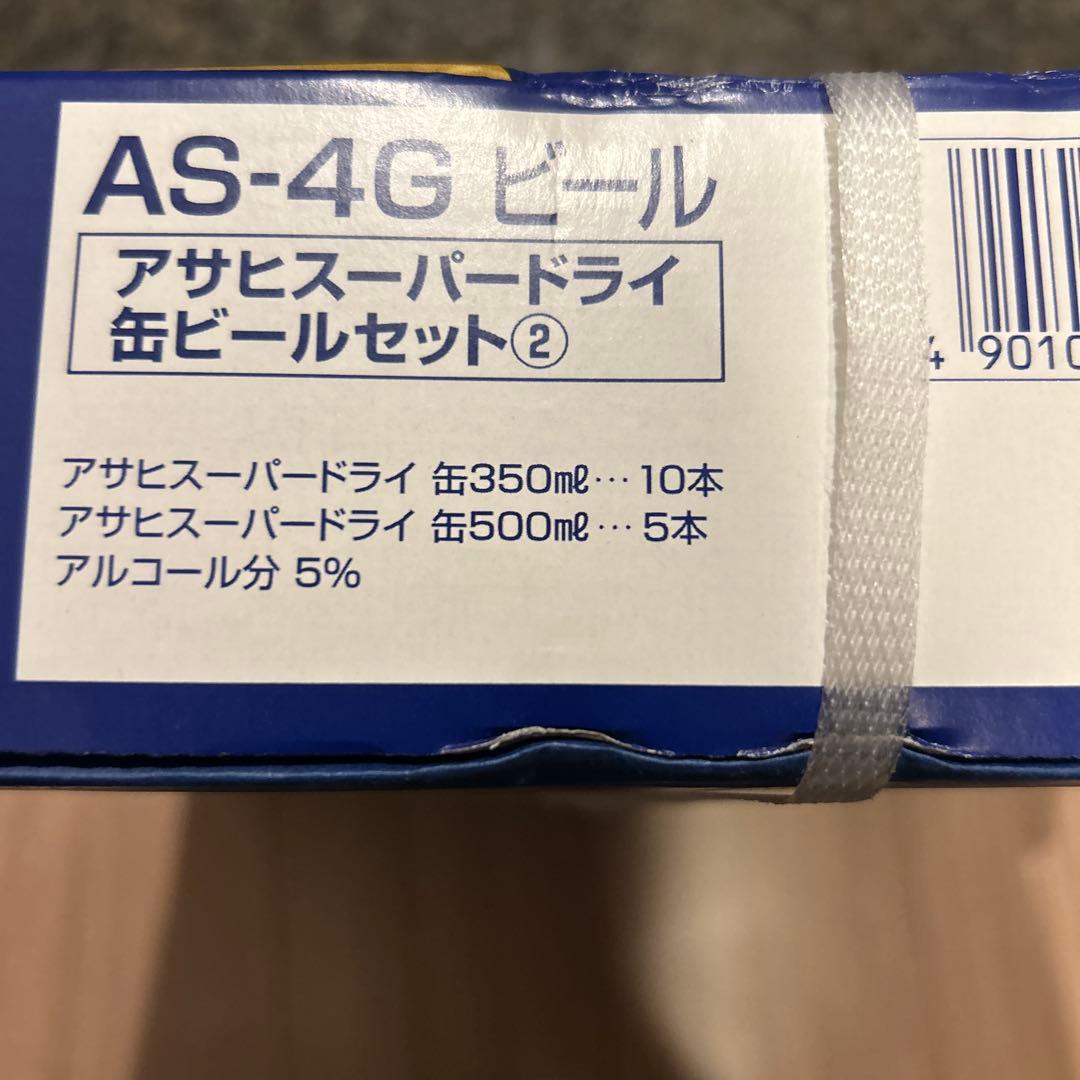 AS-4G ビール
アサヒスーパードライ
缶ビールセット②
アサヒスーパードライ 缶350㎖…10本
アサヒスーパードライ 缶500㎖…5本
アルコール分 5%
4 9010